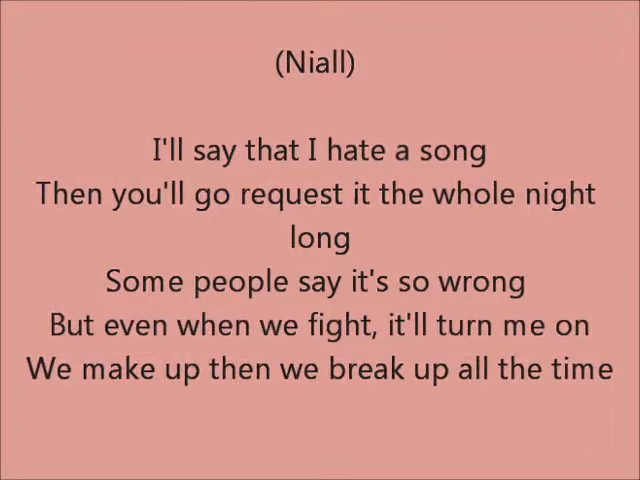 (Niall)
I'll say that I hate a song
Then you'll go request it the whole night
long
Some people say it's so wrong
But even when we fight, it'll turn me on
We make up then we break up all the time